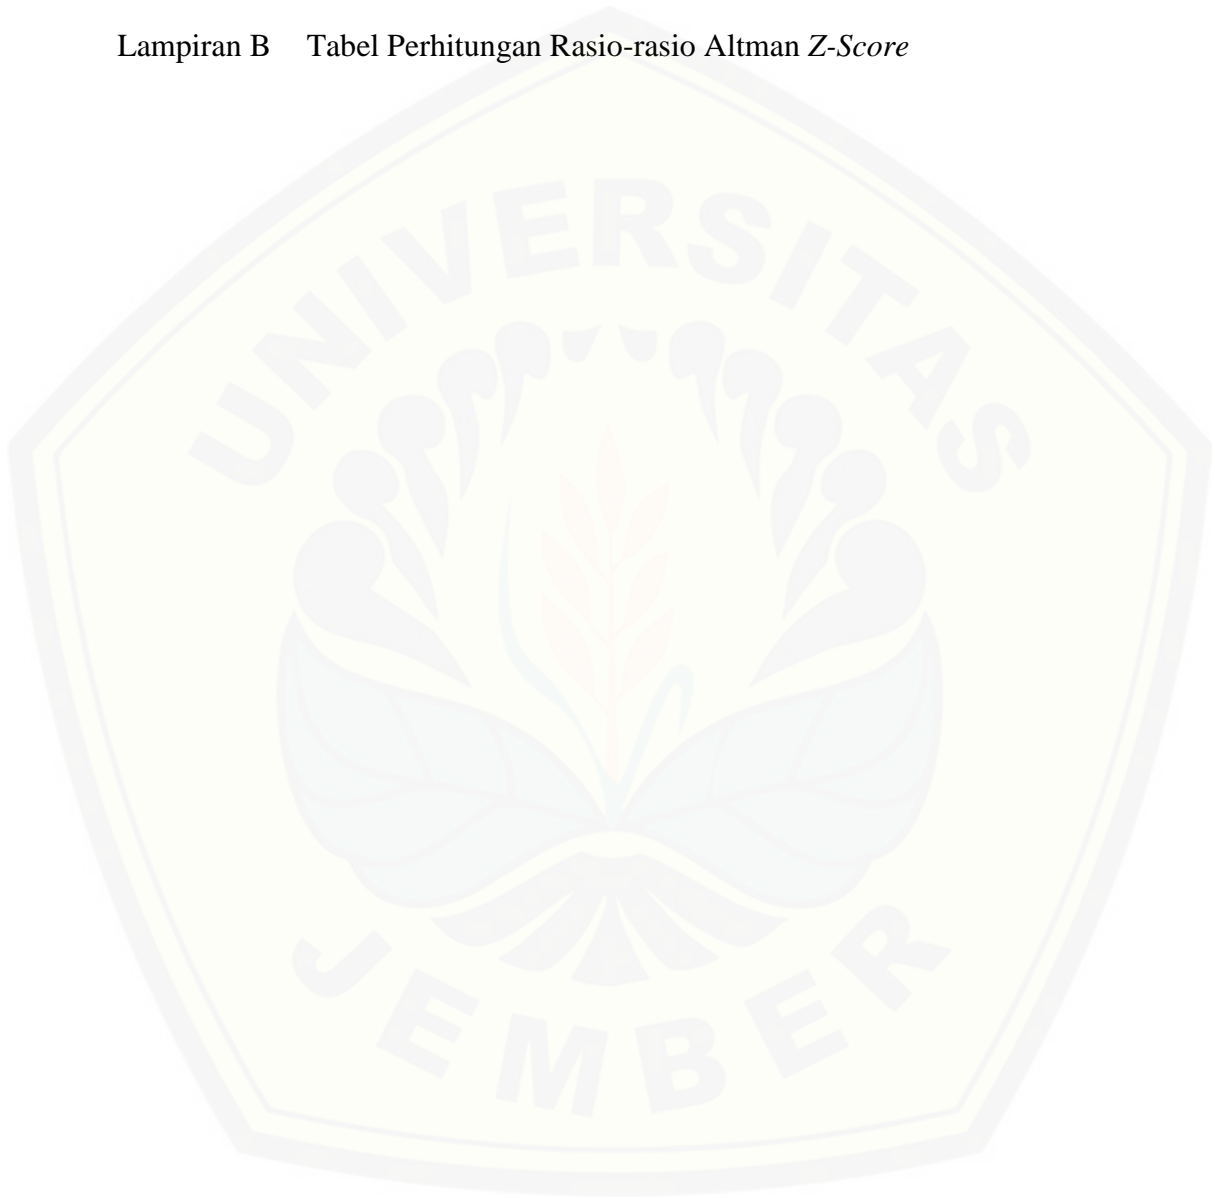 Lampiran B Tabel Perhitungan Rasio-rasio Altman Z-Score
UNIVERSITAS
JEMBER